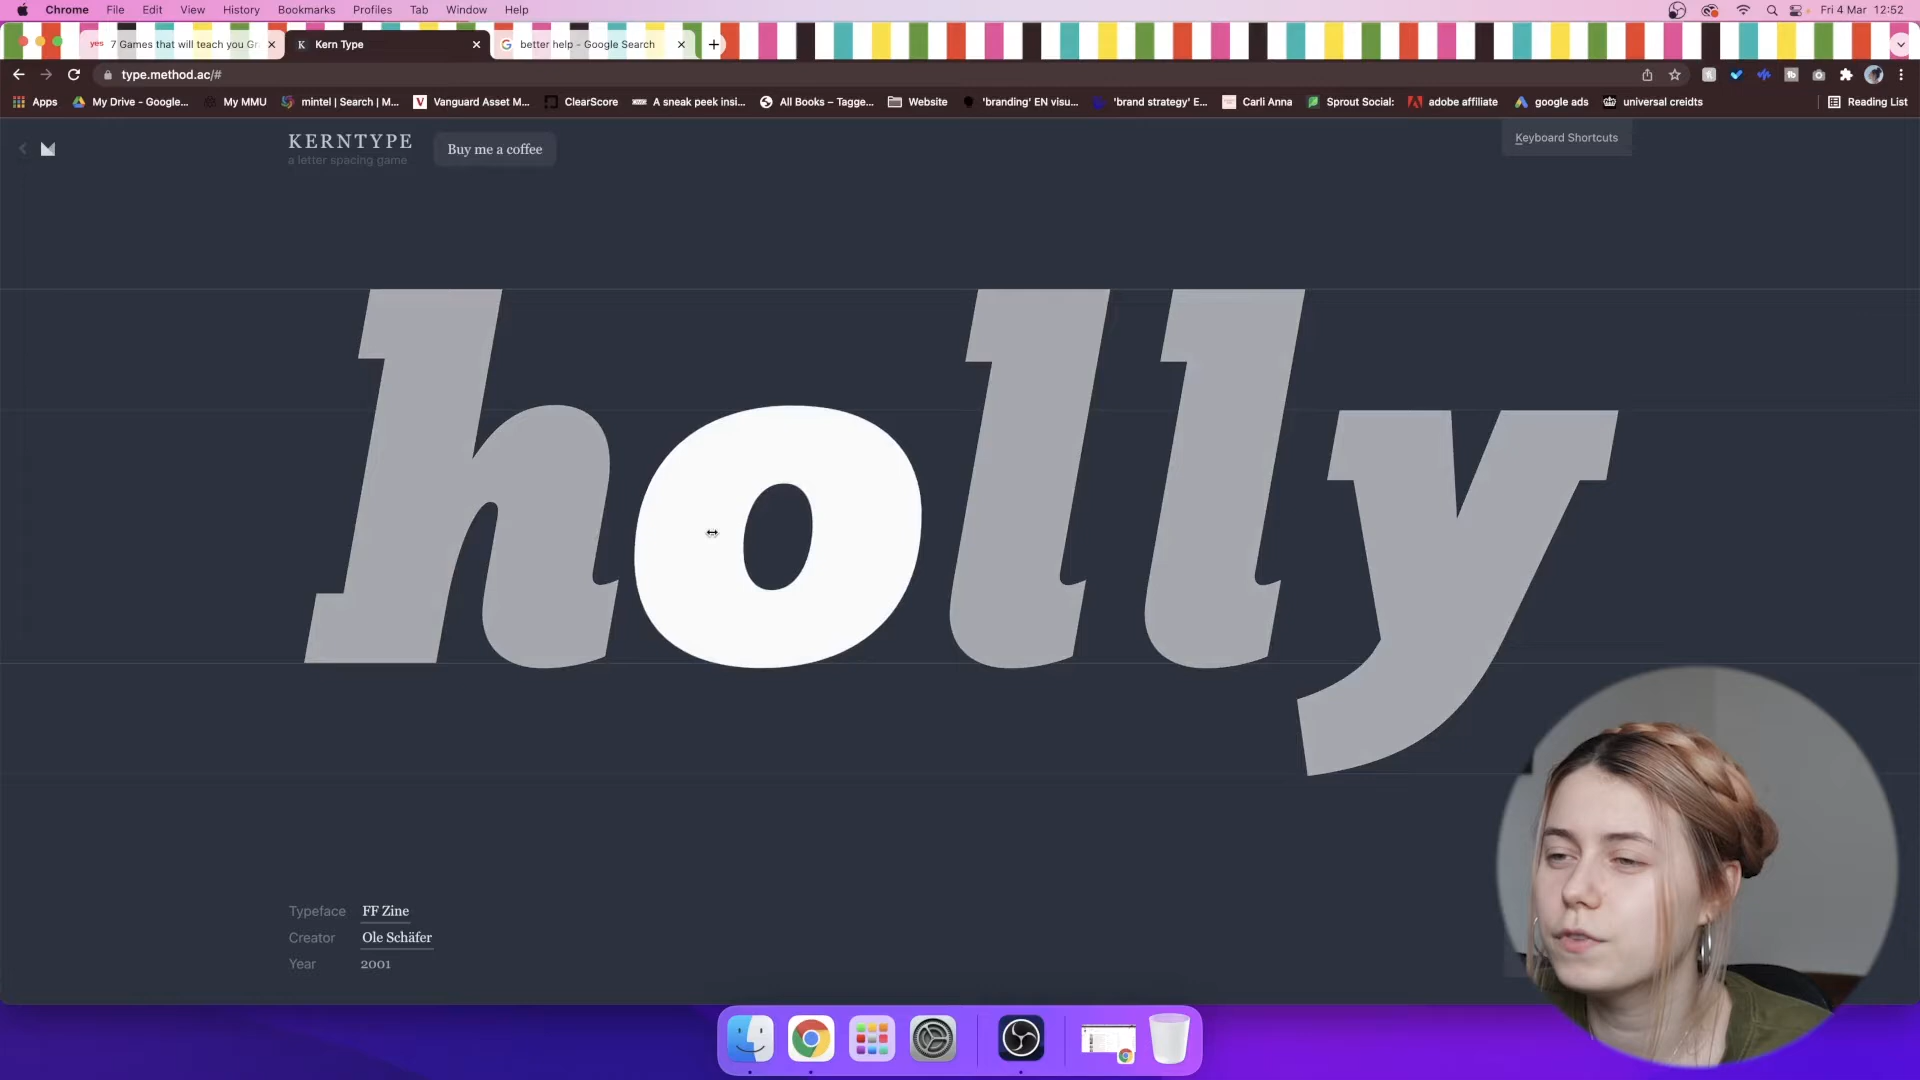 Chrome File Edit View History Bookmarks Profiles Tab Window Help Fri 4 Mar 12:52
yes 7 Games that will teach you Gr K Kern Type better help - Google Search
type.method.ac/#
Apps My Drive - Google... My MMU mintel | Search | M... Vanguard Asset M... ClearScore A sneak peek insi... All Books – Tagge... Website 'branding' EN visu... 'brand strategy' E... Carli Anna Sprout Social: adobe affiliate google ads universal creidts Reading List
KERNTYPE
a letter spacing game
Buy me a coffee
Keyboard Shortcuts
holly
Typeface FF Zine
Creator Ole Schäfer
Year 2001